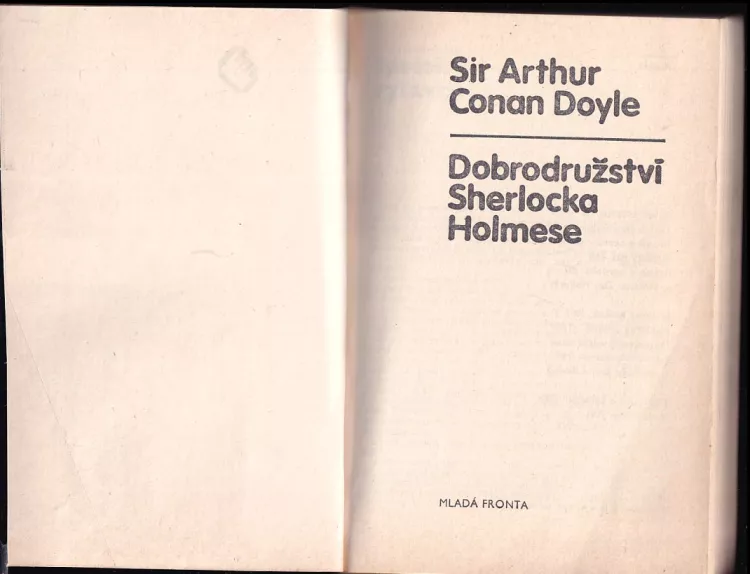 Sir Arthur
Conan Doyle
Dobrodružství
Sherlocka
Holmese
MLADÁ FRONTA